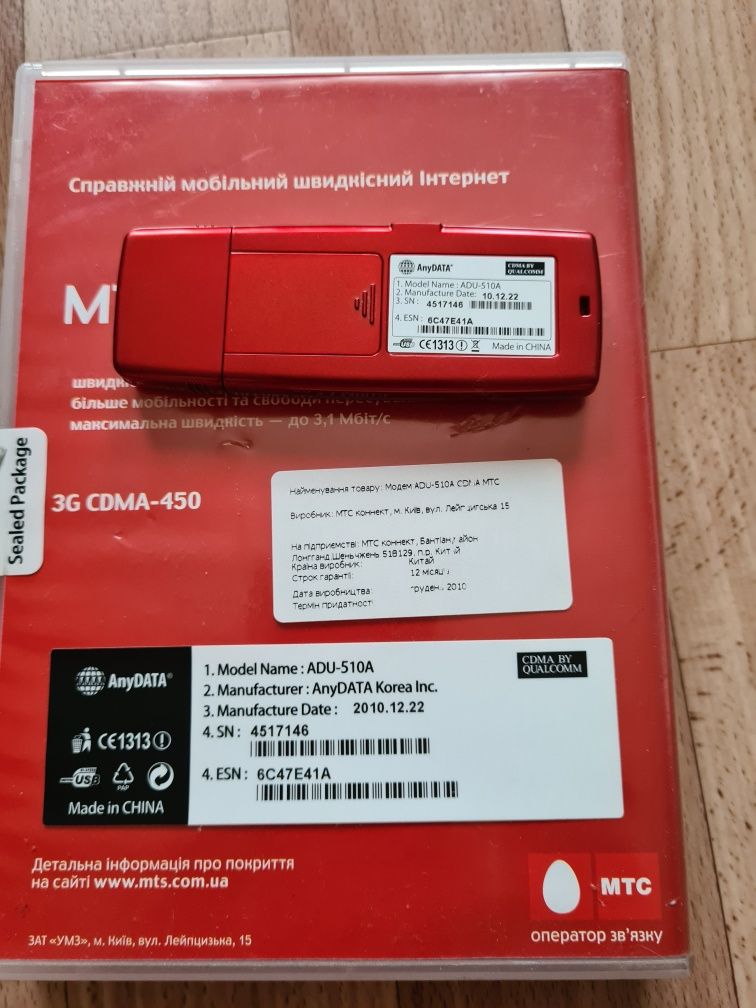 Справжній мобільний швидкісний Інтернет
AnyDATA®
CDMA BY
QUALCOMM
1. Model Name : ADU-510A
2. Manufacture Date: 10.12.22
3. SN : 4517146
4. ESN : 6C47E41A
USB CE1313
Made in CHINA
більше мобільності та свободи
максимальна швидкість — до 3,1 Мбіт/с
Sealed Package
3G CDMA-450
Найменування товару: Модем ADU-510A CDMA МТС
Виробник: МТС коннект, м. Київ, вул. Лейпцигська 15
На підприємстві: МТС коннект, Бантіан
Лонгганд,Шеньчжень 518129, п.р. Китай
Країна виробник: Китай
Строк гарантії: 12 місяців
Дата виробництва: грудень 2010
Термін придатност
AnyDATA®
CDMA BY
QUALCOMM
1. Model Name : ADU-510A
2. Manufacturer : AnyDATA Korea Inc.
3. Manufacture Date : 2010.12.22
4. SN : 4517146
CE1313
4. ESN : 6C47E41A
USB
PAP
Made in CHINA
Детальна інформація про покриття
на сайті www.mts.com.ua
МТС
оператор зв'язку
ЗАТ «УМЗ», м. Київ, вул. Лейпцизька, 15